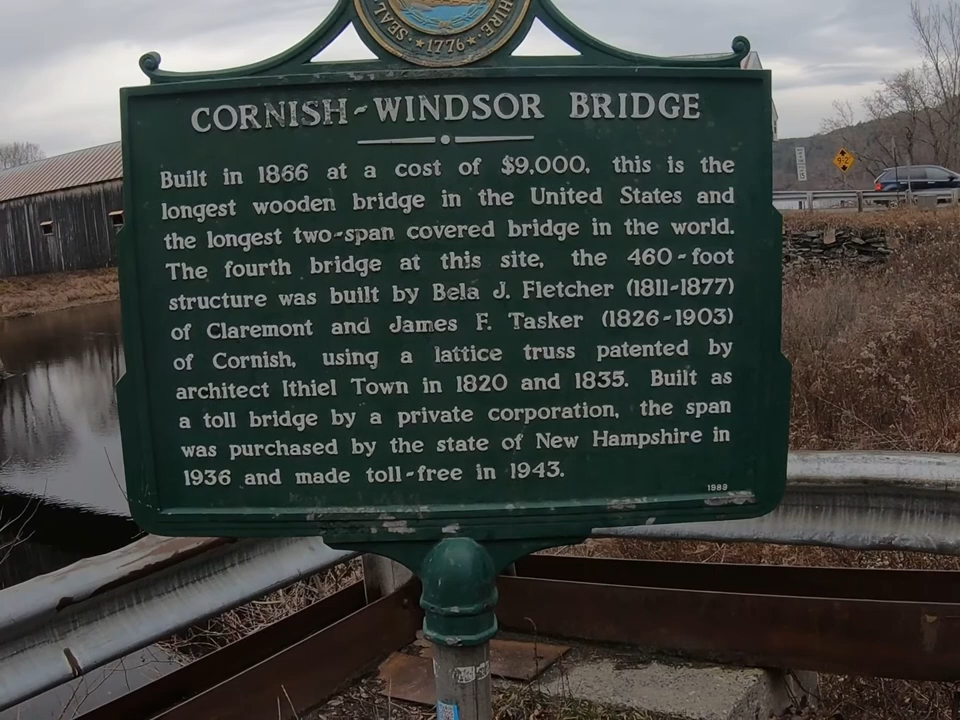 SEAL HIRE
★1776★
CORNISH-WINDSOR BRIDGE
Built in 1866 at a cost of $9,000, this is the
longest wooden bridge in the United States and
the longest two-span covered bridge in the world.
The fourth bridge at this site, the 460-foot
structure was built by Bela J. Fletcher (1811-1877)
of Claremont and James F. Tasker (1826-1903)
of Cornish, using a lattice truss patented by
architect Ithiel Town in 1820 and 1835. Built as
a toll bridge by a private corporation, the span
was purchased by the state of New Hampshire in
1936 and made toll-free in 1943.
1989